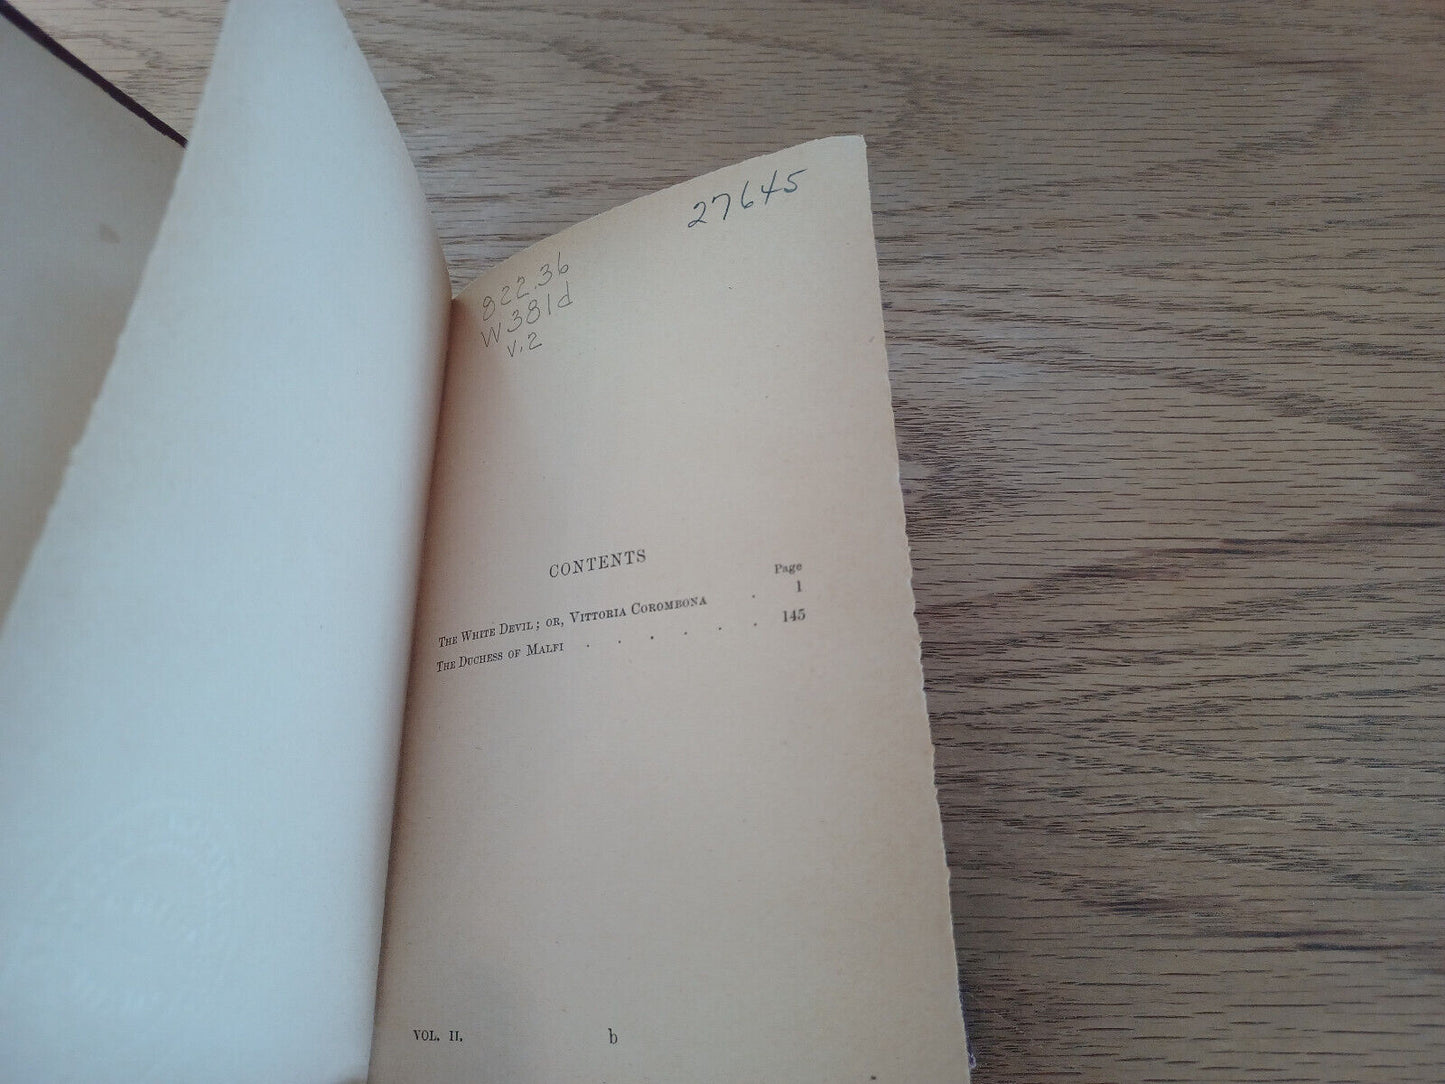 27645
822.36
W381d
v.2
CONTENTS
Page
The White Devil; or, Vittoria Corombona . 1
The Duchess of Malfi . . . . . . 145
VOL. II. b